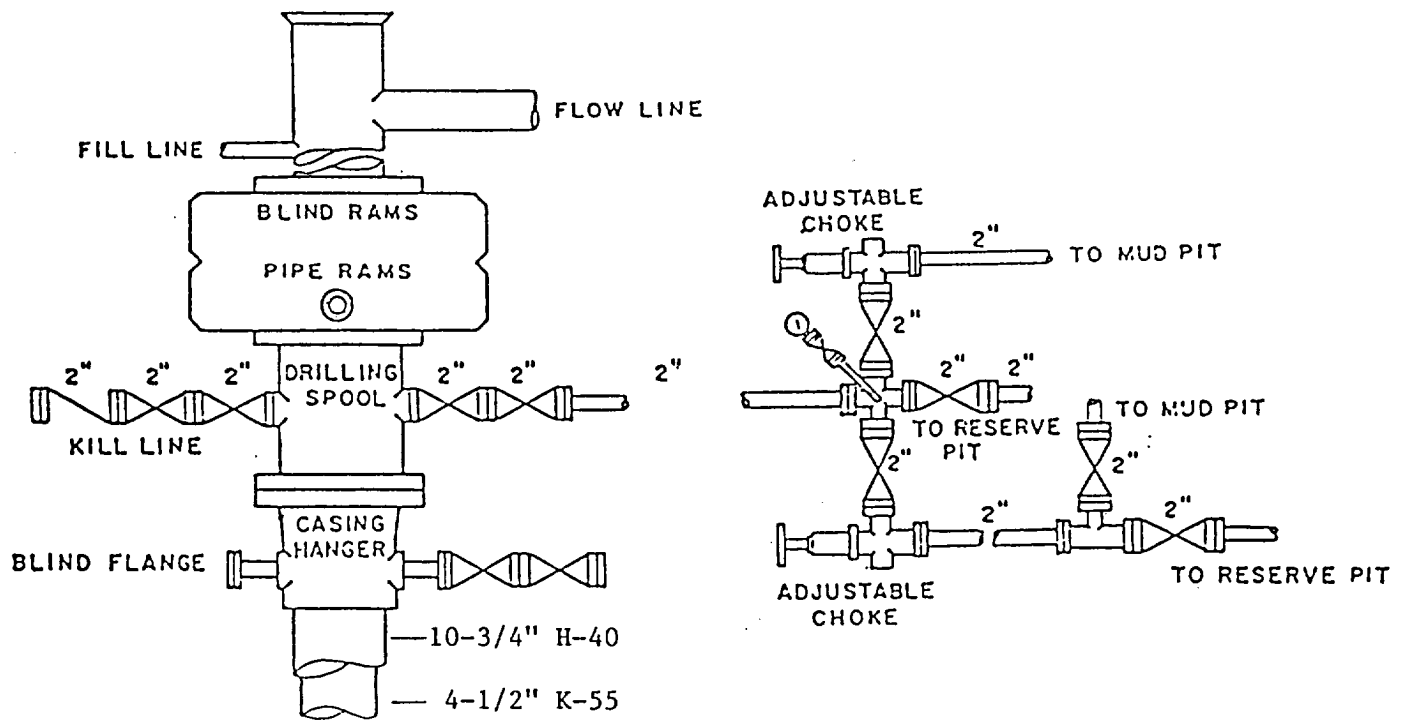 FLOW LINE
FILL LINE
BLIND RAMS
PIPE RAMS
2" 2" 2" DRILLING SPOOL 2" 2" 2"
KILL LINE
CASING
HANGER
BLIND FLANGE
10-3/4" H-40
4-1/2" K-55
ADJUSTABLE
CHOKE
2"
TO MUD PIT
2"
2" 2"
TO RESERVE
PIT
TO MUD PIT
2"
2"
2"
2"
TO RESERVE PIT
ADJUSTABLE
CHOKE